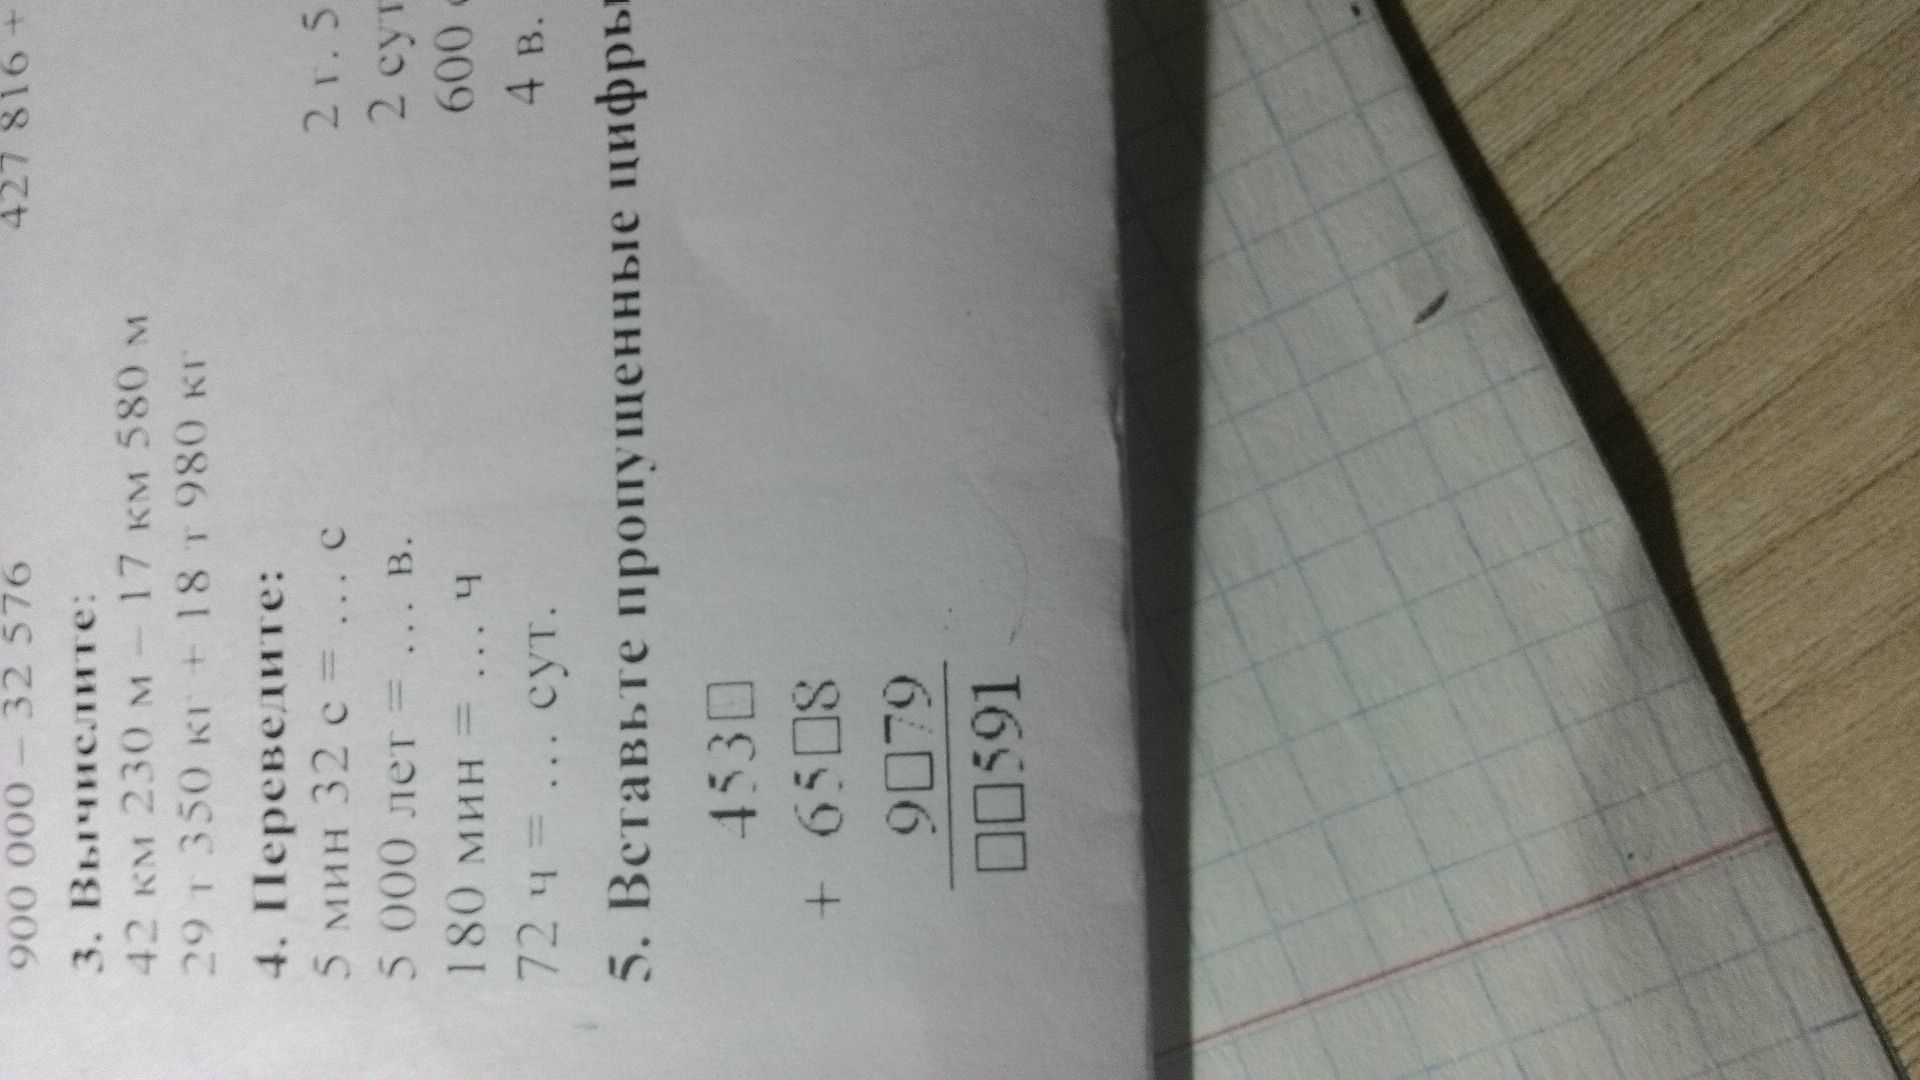 900 000 – 32 576 427 816 +
3. Вычислите:
42 км 230 м – 17 км 580 м
29 т 350 кг + 18 т 980 кг
4. Переведите:
5 мин 32 с = ... с 2 г. 5
5 000 лет = ... в. 2 сут
180 мин = ... ч 600
72 ч = ... сут. 4 в.
5. Вставьте пропущенные цифры
453□
+ 65□8
9□79
□□591